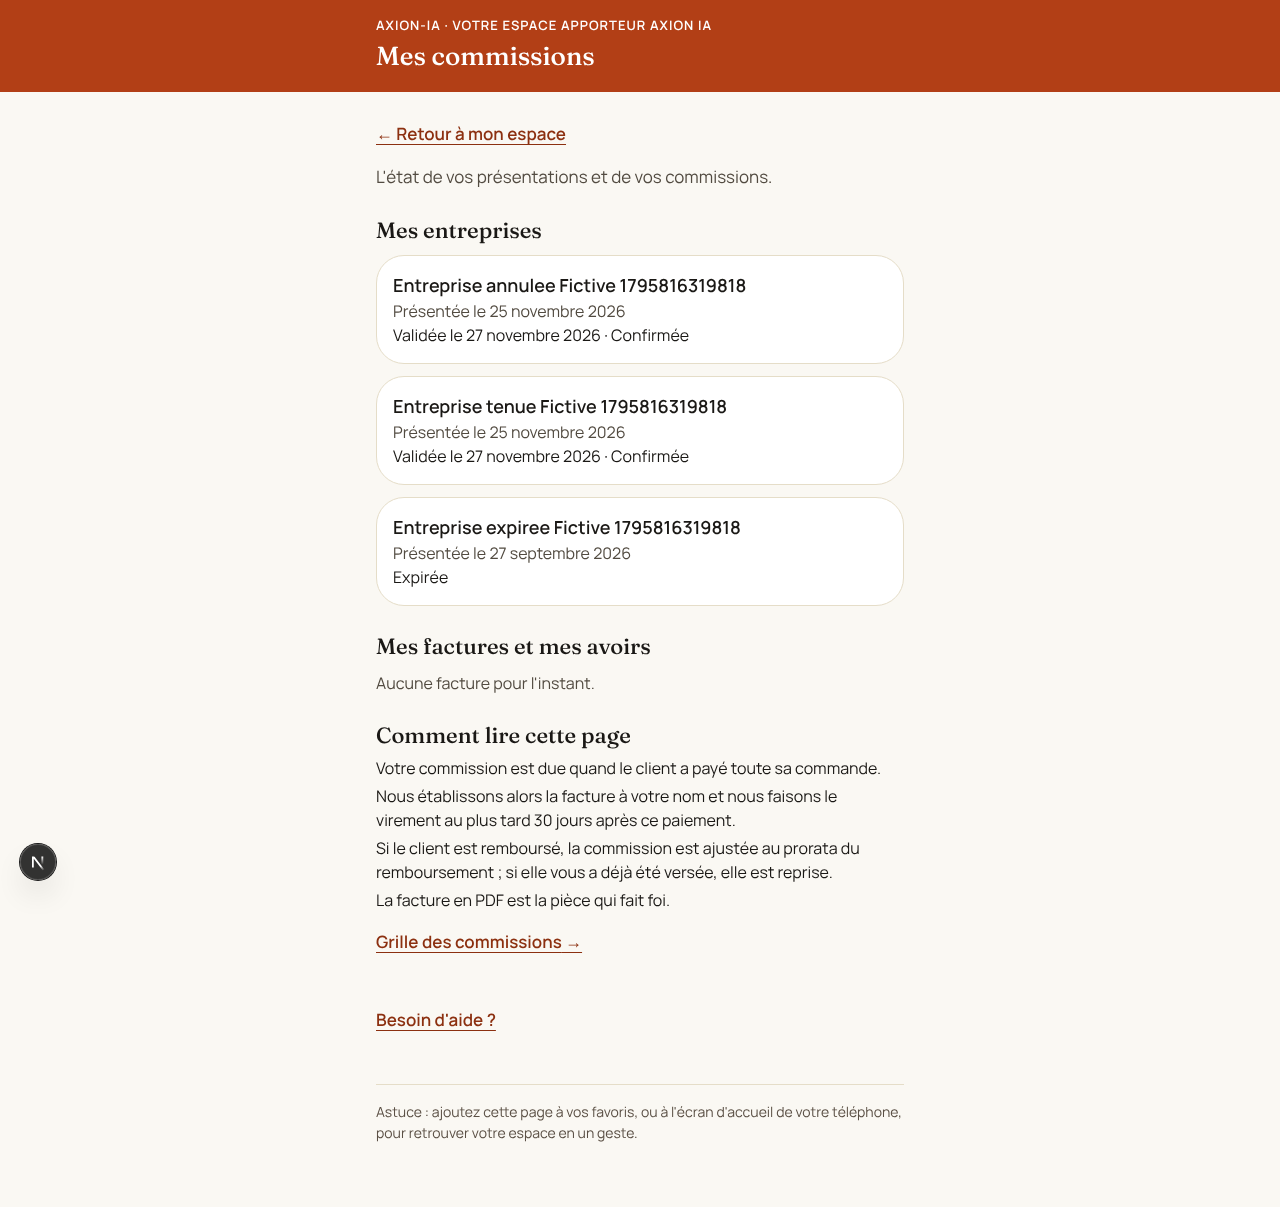 AXION-IA · VOTRE ESPACE APPORTEUR AXION IA
Mes commissions
← Retour à mon espace
L'état de vos présentations et de vos commissions.
Mes entreprises
Entreprise annulee Fictive 1795816319818
Présentée le 25 novembre 2026
Validée le 27 novembre 2026 · Confirmée
Entreprise tenue Fictive 1795816319818
Présentée le 25 novembre 2026
Validée le 27 novembre 2026 · Confirmée
Entreprise expiree Fictive 1795816319818
Présentée le 27 septembre 2026
Expirée
Mes factures et mes avoirs
Aucune facture pour l'instant.
Comment lire cette page
Votre commission est due quand le client a payé toute sa commande.
Nous établissons alors la facture à votre nom et nous faisons le
virement au plus tard 30 jours après ce paiement.
Si le client est remboursé, la commission est ajustée au prorata du
remboursement ; si elle vous a déjà été versée, elle est reprise.
La facture en PDF est la pièce qui fait foi.
Grille des commissions →
Besoin d'aide ?
Astuce : ajoutez cette page à vos favoris, ou à l'écran d'accueil de votre téléphone,
pour retrouver votre espace en un geste.
N